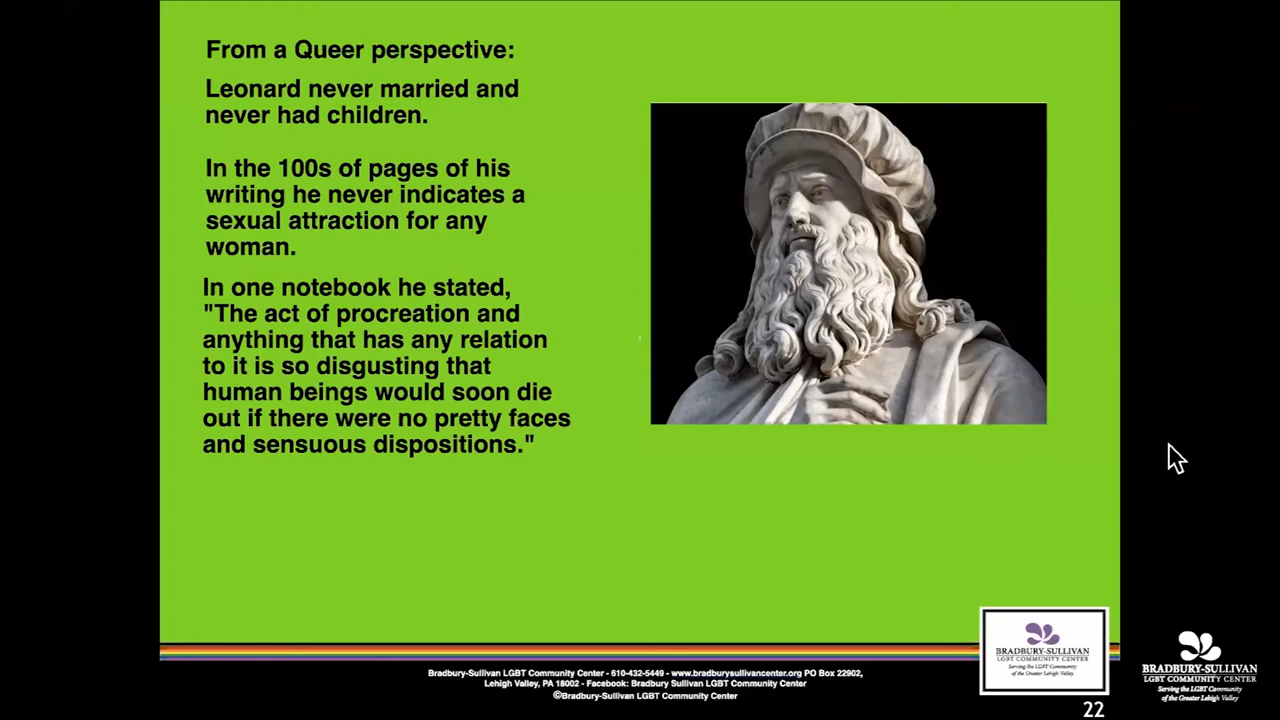 From a Queer perspective:
Leonard never married and
never had children.
In the 100s of pages of his
writing he never indicates a
sexual attraction for any
woman.
In one notebook he stated,
"The act of procreation and
anything that has any relation
to it is so disgusting that
human beings would soon die
out if there were no pretty faces
and sensuous dispositions."
BRADBURY-SULLIVAN
LGBT COMMUNITY CENTER
Serving the LGBT Community
of the Greater Lehigh Valley
Bradbury-Sullivan LGBT Community Center - 610-432-5449 - www.bradburysullivancenter.org PO Box 22902,
Lehigh Valley, PA 18002 - Facebook: Bradbury Sullivan LGBT Community Center
©Bradbury-Sullivan LGBT Community Center
22
BRADBURY-SULLIVAN
LGBT COMMUNITY CENTER
Serving the LGBT Community
of the Greater Lehigh Valley